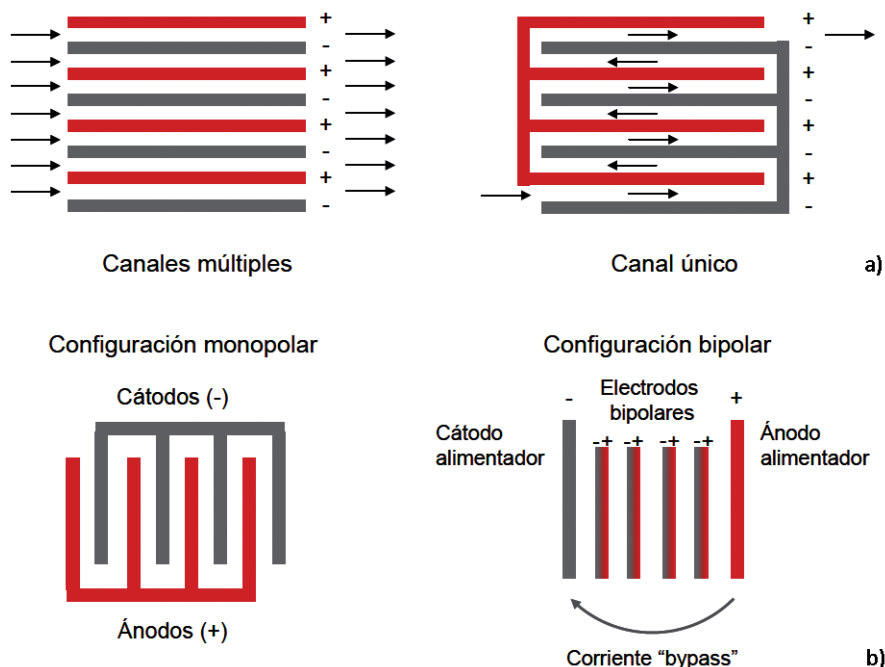 +
-
+
-
+
-
+
-
Canales múltiples
+
-
+
-
+
-
+
-
Canal único
a)
Configuración monopolar
Cátodos (-)
Ánodos (+)
Configuración bipolar
-
Electrodos
bipolares
+
Cátodo
alimentador
-+ -+ -+ -+
Ánodo
alimentador
Corriente “bypass”
b)